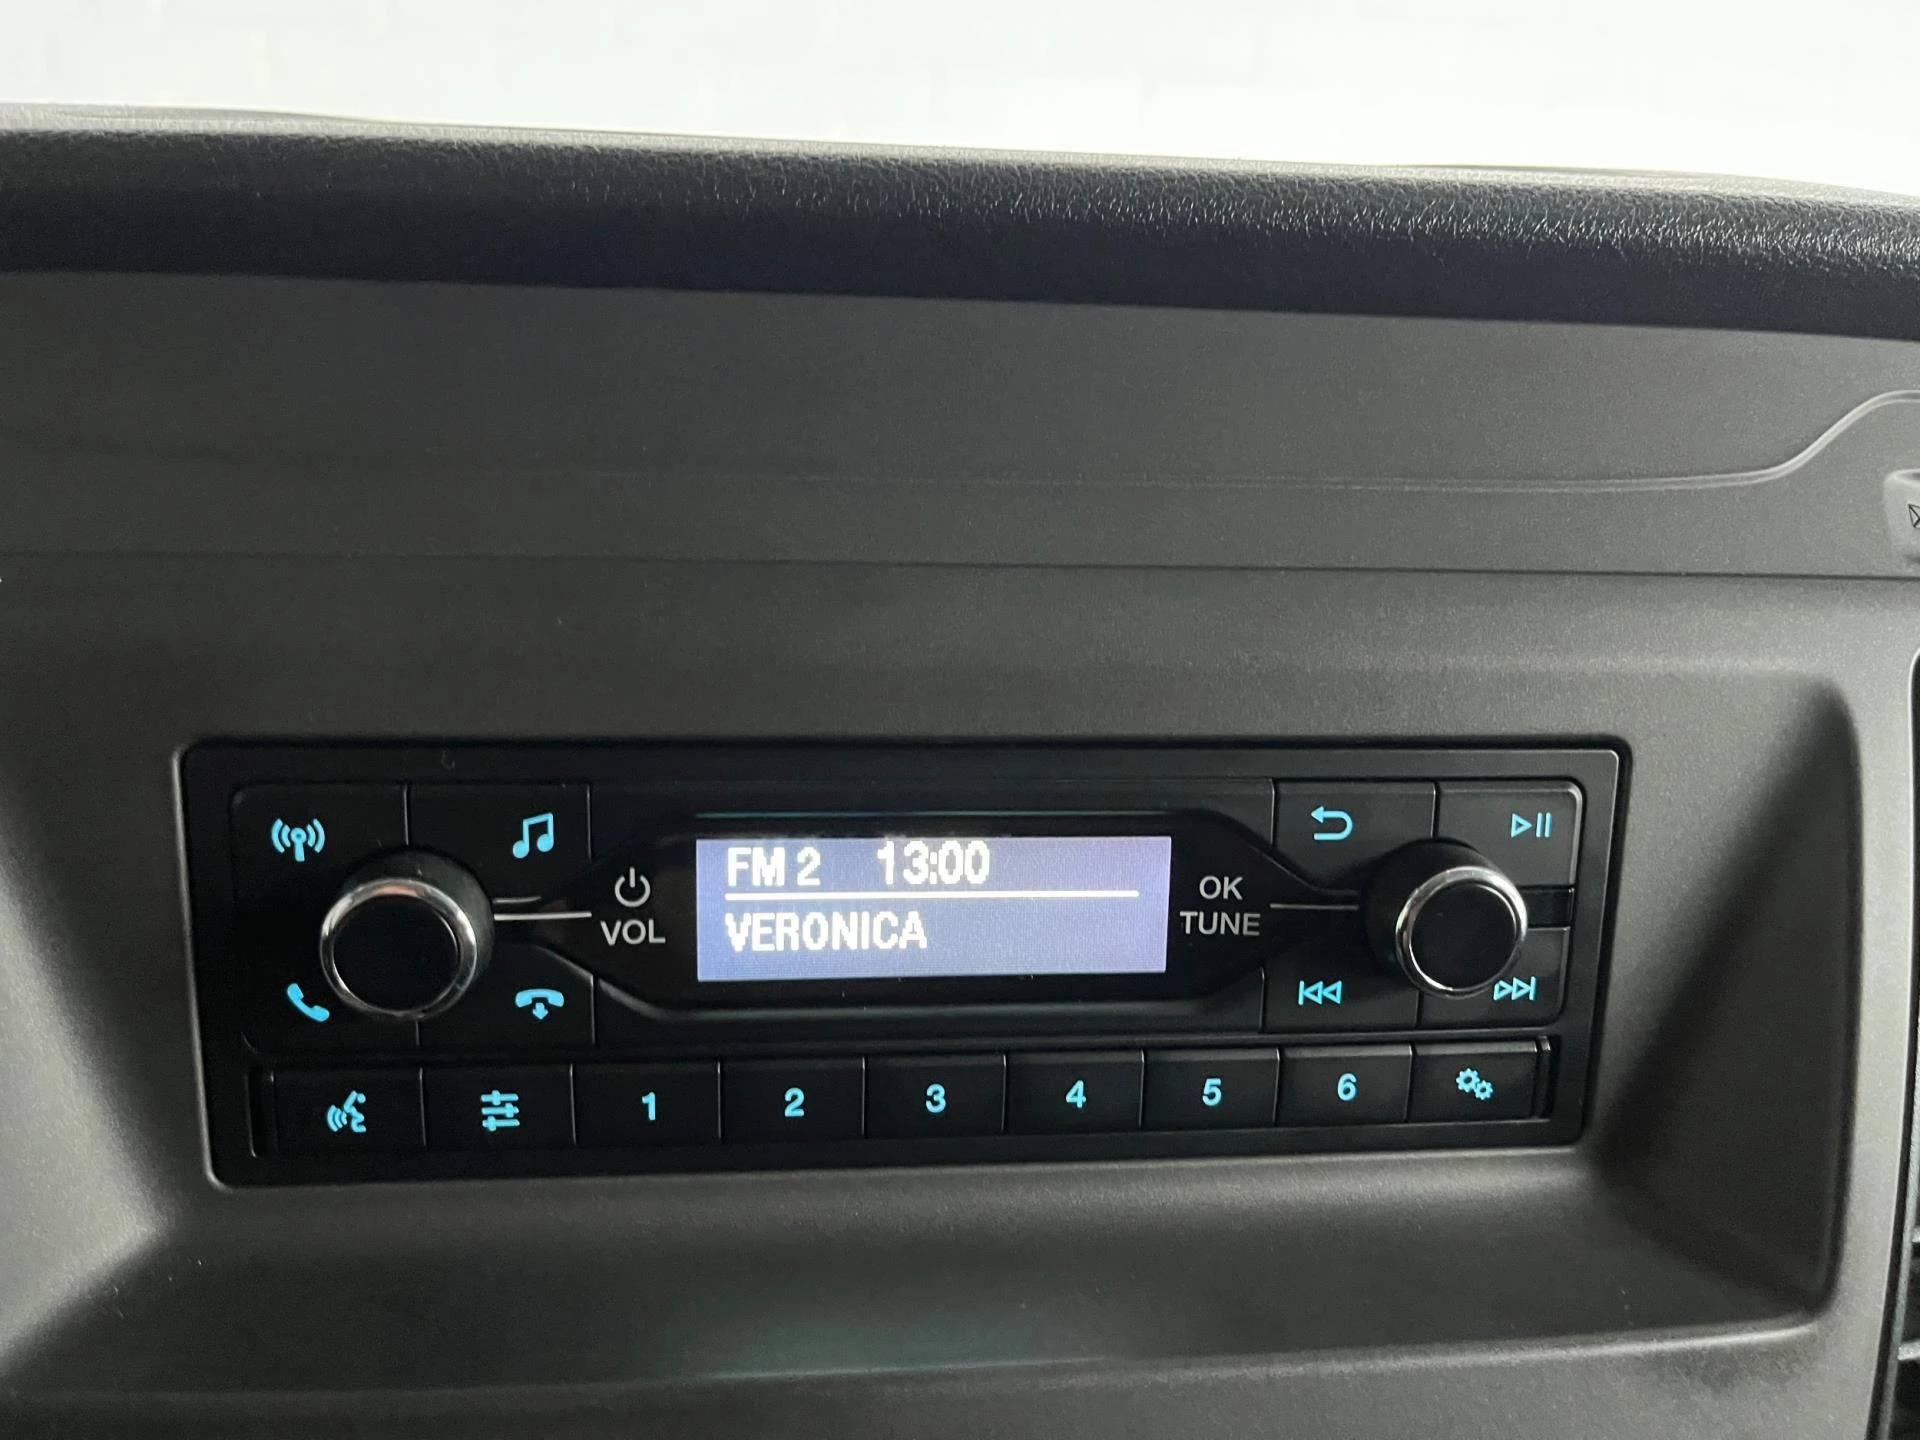 FM 2 13:00
VERONICA
VOL
OK
TUNE
1 2 3 4 5 6